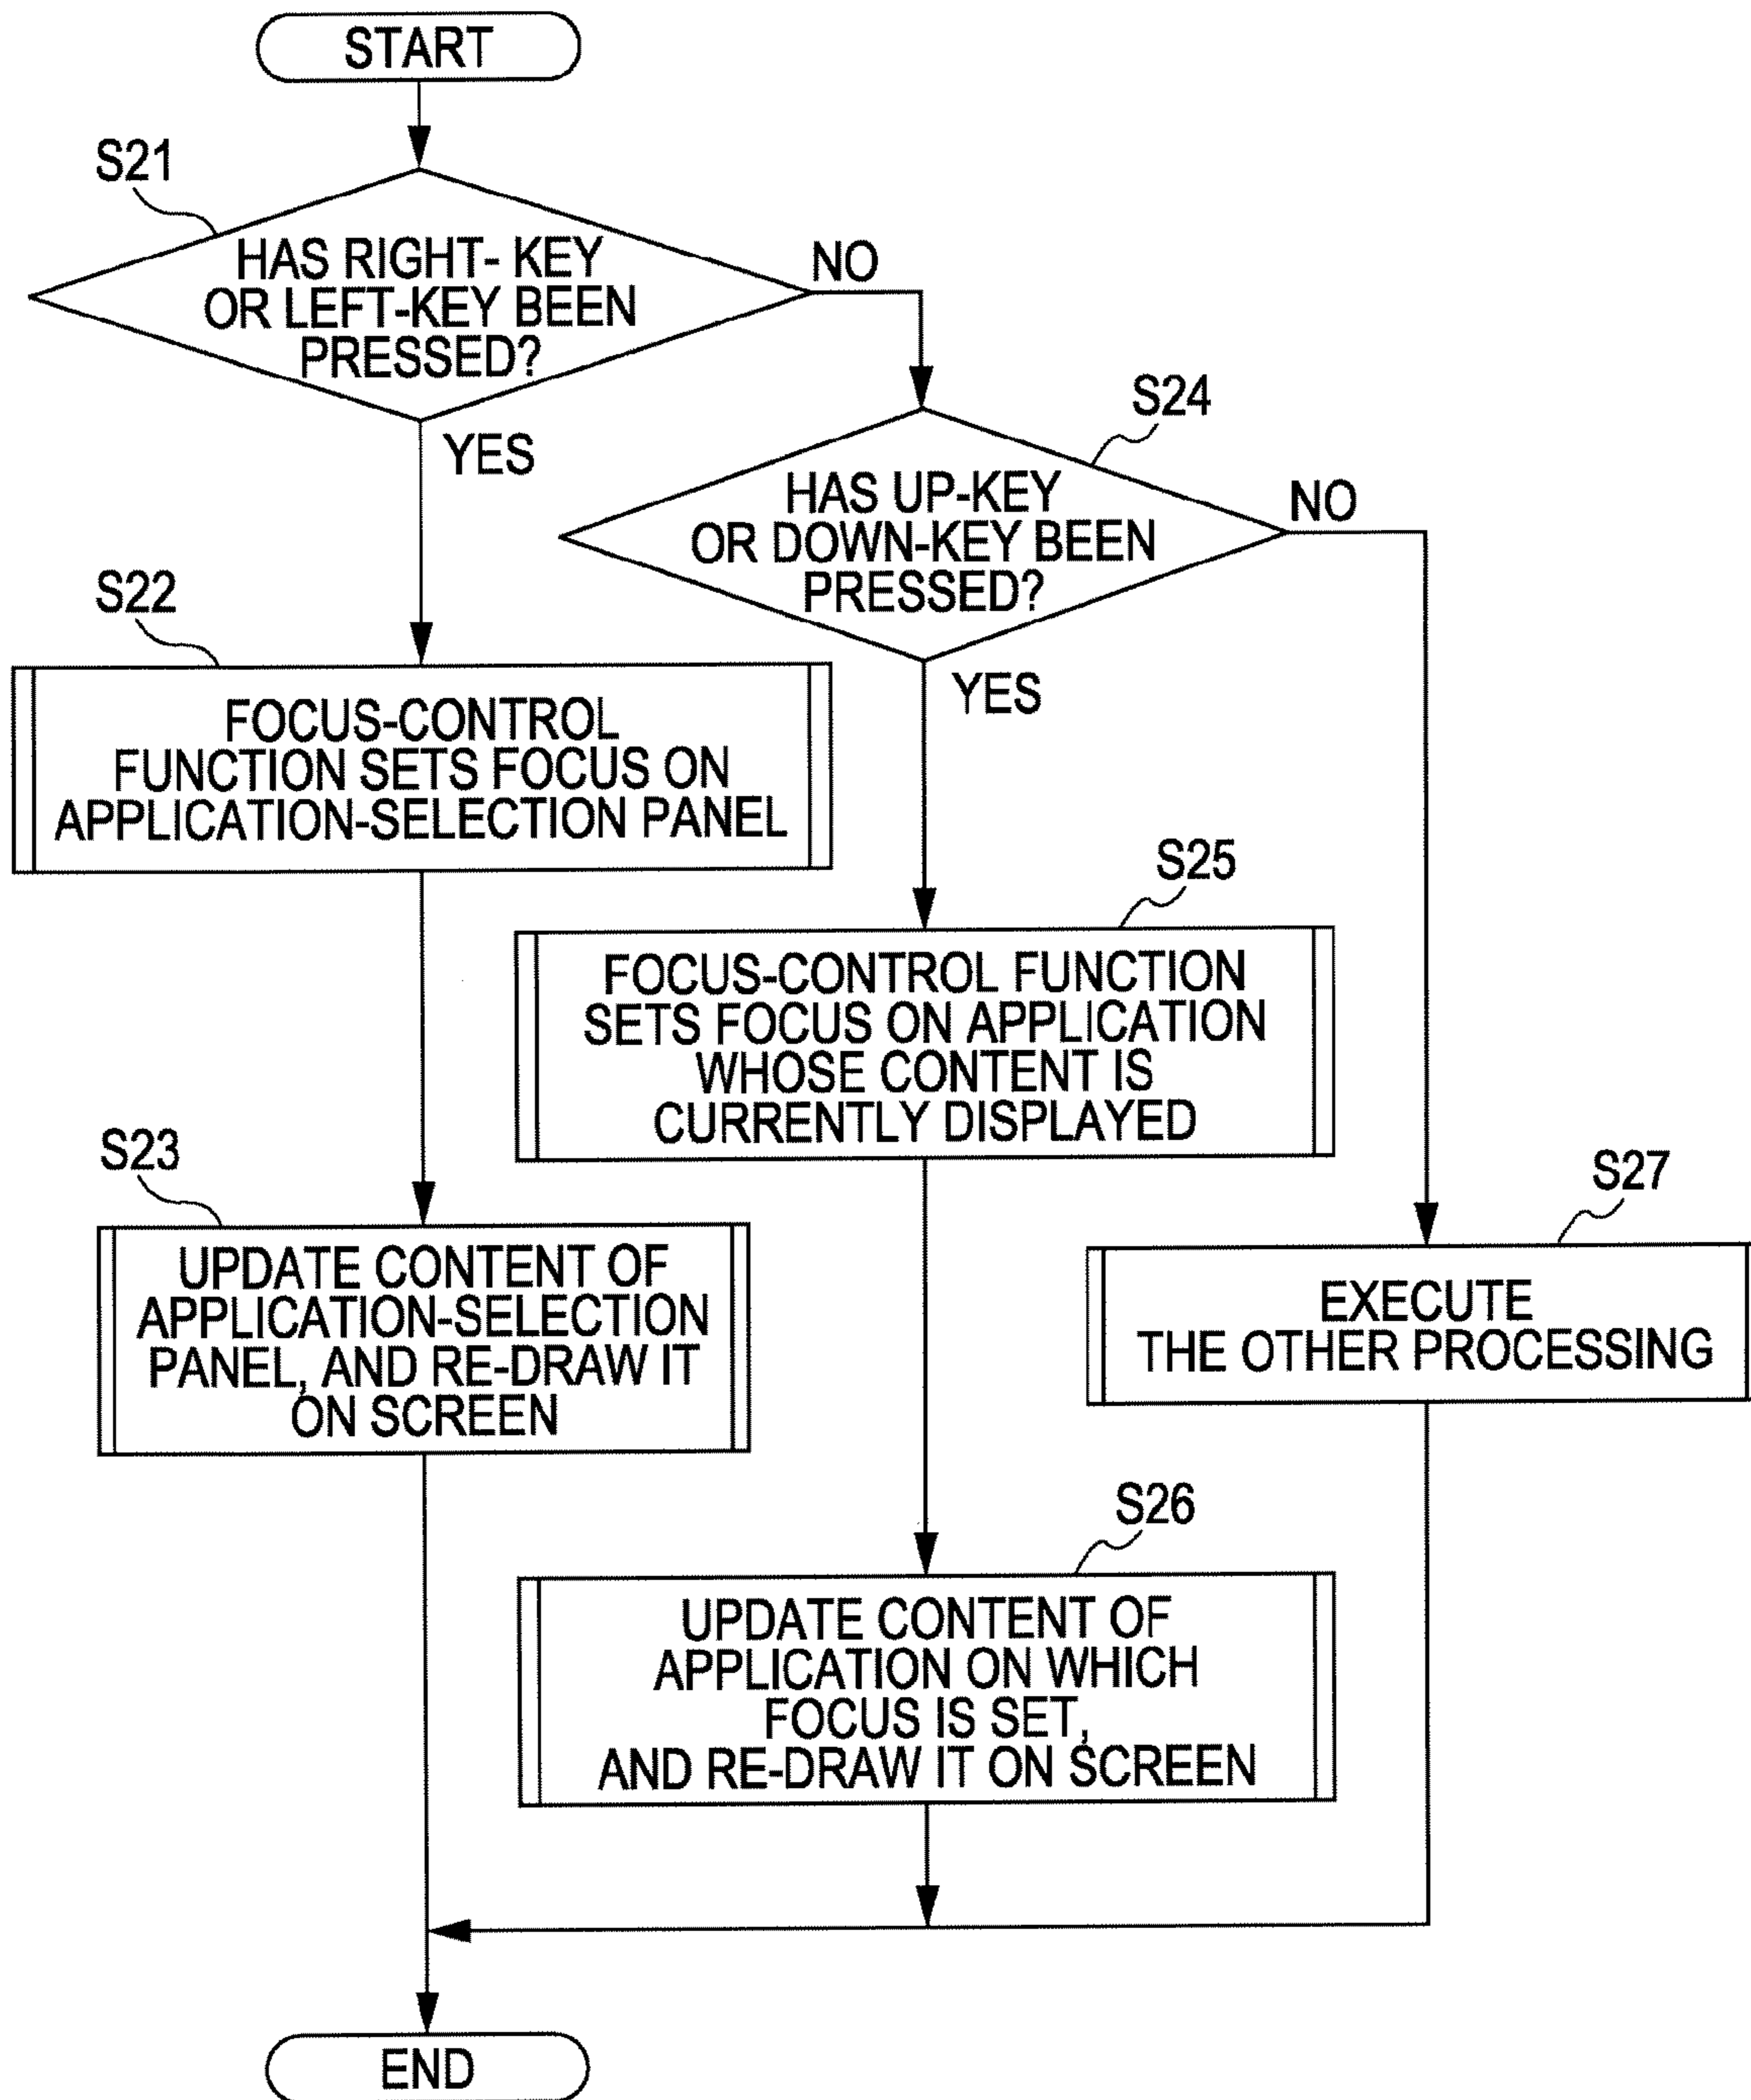 START
S21
HAS RIGHT- KEY
OR LEFT-KEY BEEN
PRESSED?
NO
YES
S24
HAS UP-KEY
OR DOWN-KEY BEEN
PRESSED?
NO
YES
S22
FOCUS-CONTROL
FUNCTION SETS FOCUS ON
APPLICATION-SELECTION PANEL
S25
FOCUS-CONTROL FUNCTION
SETS FOCUS ON APPLICATION
WHOSE CONTENT IS
CURRENTLY DISPLAYED
S23
UPDATE CONTENT OF
APPLICATION-SELECTION
PANEL, AND RE-DRAW IT
ON SCREEN
S27
EXECUTE
THE OTHER PROCESSING
S26
UPDATE CONTENT OF
APPLICATION ON WHICH
FOCUS IS SET,
AND RE-DRAW IT ON SCREEN
END